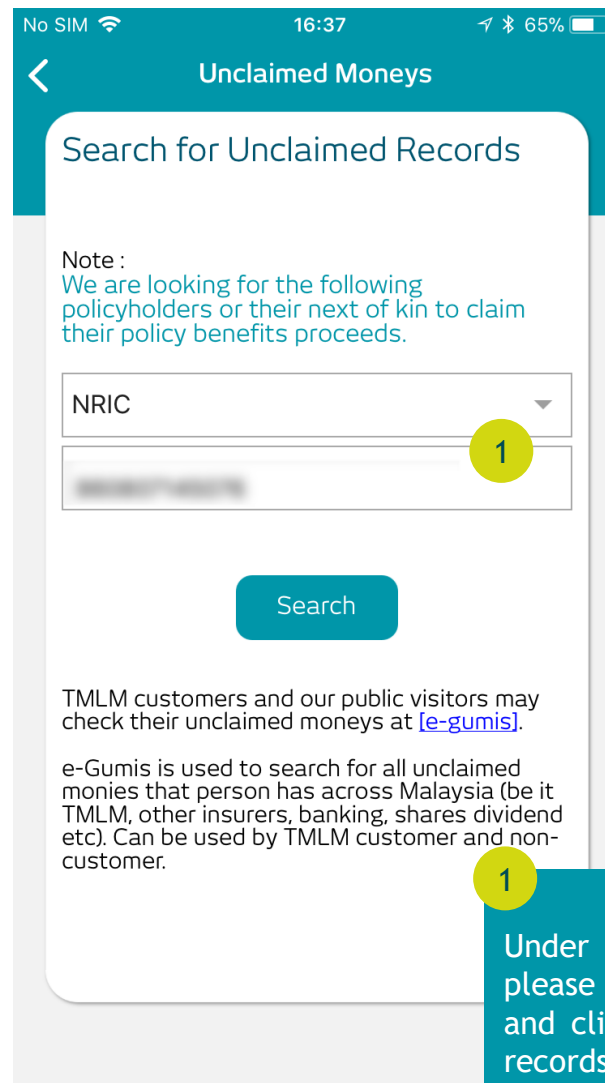 No SIM 16:37 65%
Unclaimed Moneys
Search for Unclaimed Records
Note :
We are looking for the following
policyholders or their next of kin to claim
their policy benefits proceeds.
NRIC
1
Search
TMLM customers and our public visitors may
check their unclaimed moneys at [e-gumis].
e-Gumis is used to search for all unclaimed
monies that person has across Malaysia (be it
TMLM, other insurers, banking, shares dividend
etc). Can be used by TMLM customer and non-
customer.
1
Under
please
and cli
records